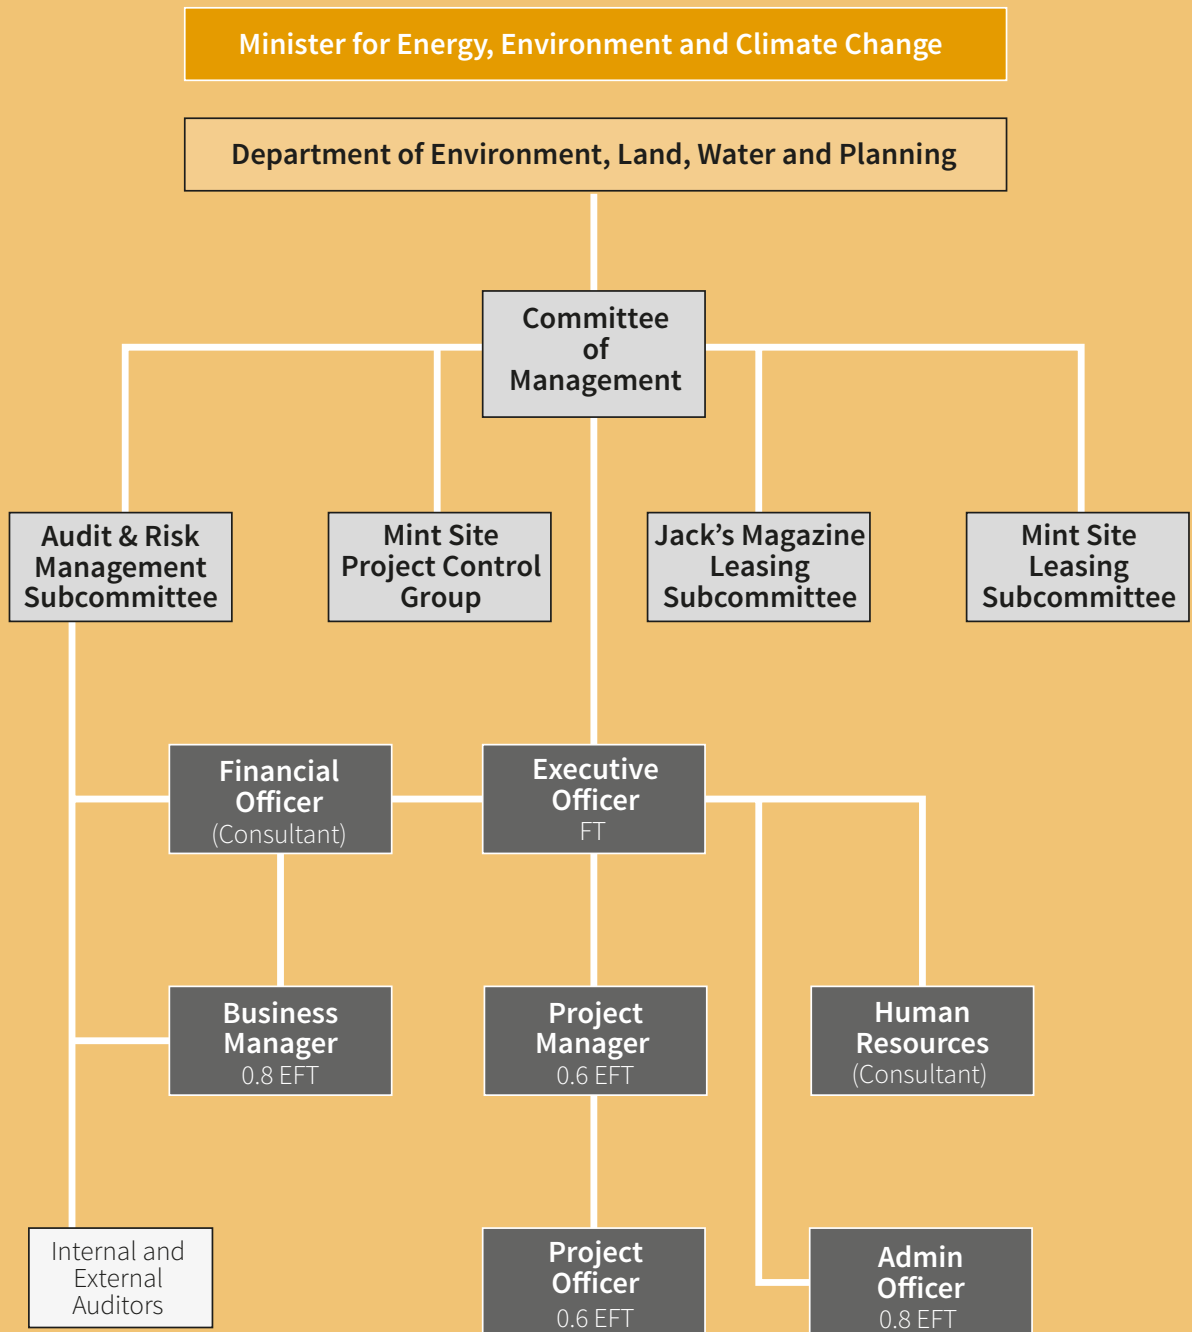 Minister for Energy, Environment and Climate Change
Department of Environment, Land, Water and Planning
Committee
of
Management
Audit & Risk
Management
Subcommittee
Mint Site
Project Control
Group
Jack’s Magazine
Leasing
Subcommittee
Mint Site
Leasing
Subcommittee
Financial
Officer
(Consultant)
Executive
Officer
FT
Business
Manager
0.8 EFT
Project
Manager
0.6 EFT
Human
Resources
(Consultant)
Internal and
External
Auditors
Project
Officer
0.6 EFT
Admin
Officer
0.8 EFT